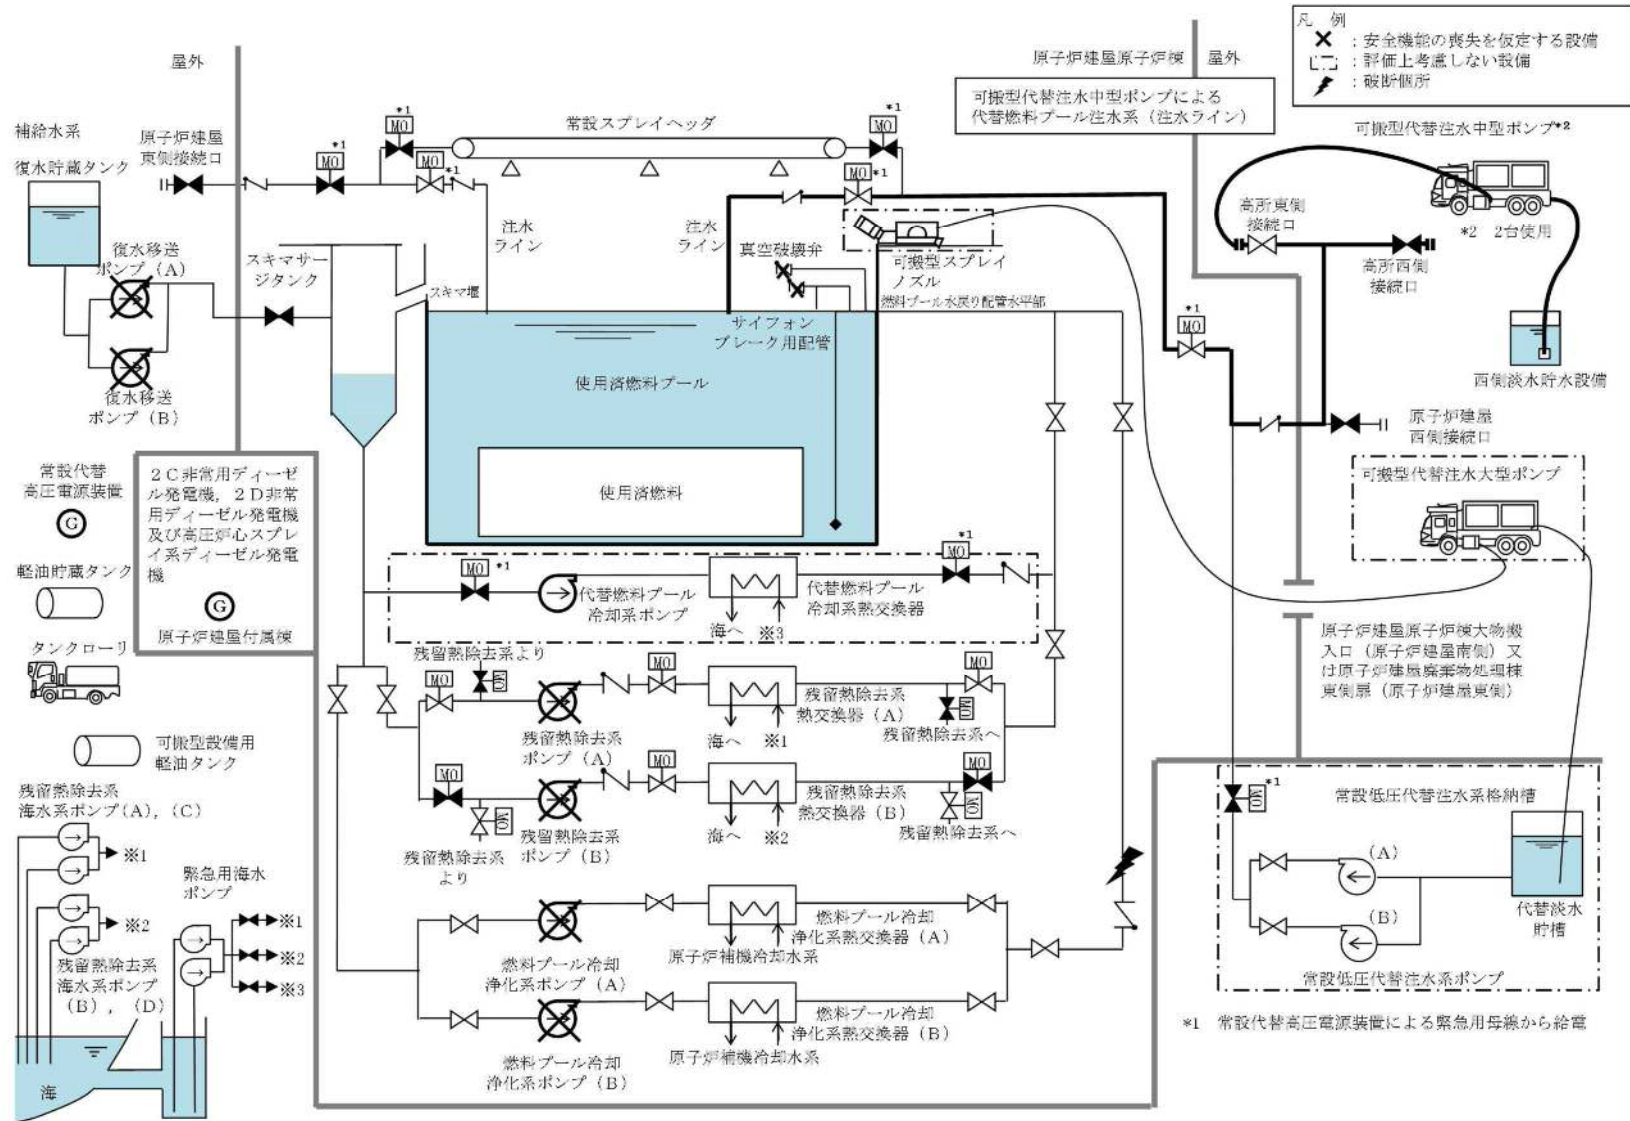 凡 例
: 安全機能の喪失を仮定する設備
: 評価上考慮しない設備
: 破断個所
屋外
原子炉建屋原子炉棟
屋外
可搬型代替注水中型ポンプによる
代替燃料プール注水系（注水ライン）
可搬型代替注水中型ポンプ*2
*2 2台使用
高所東側
接続口
高所西側
接続口
西側淡水貯水設備
原子炉建屋
西側接続口
補給水系
復水貯蔵タンク
原子炉建屋
東側接続口
*1
MO
*1
MO
MO
*1
常設スプレイヘッダ
*1
MO
MO
*1
復水移送
ポンプ（A）
復水移送
ポンプ（B）
スキマサー
ジタンク
スキマ堰
注水
ライン
注水
ライン
真空破壊弁
可搬型スプレイ
ノズル
燃料プール水戻り配管水平部
サイフォン
ブレーク用配管
使用済燃料プール
使用済燃料
*1
MO
可搬型代替注水大型ポンプ
原子炉建屋原子炉棟大物搬
入口（原子炉建屋南側）又
は原子炉建屋廃棄物処理棟
東側扉（原子炉建屋東側）
常設代替
高圧電源装置
G
２Ｃ非常用ディーゼ
ル発電機，２Ｄ非常
用ディーゼル発電機
及び高圧炉心スプレ
イ系ディーゼル発電
機
G
原子炉建屋付属棟
軽油貯蔵タンク
タンクローリ
可搬型設備用
軽油タンク
MO
*1
代替燃料プール
冷却系ポンプ
代替燃料プール
冷却系熱交換器
*1
MO
海へ
※3
残留熱除去系より
MO
MO
MO
MO
MO
残留熱除去系
ポンプ（A）
残留熱除去系
熱交換器（A）
海へ
※1
残留熱除去系へ
MO
MO
MO
MO
MO
残留熱除去系
ポンプ（B）
残留熱除去系
熱交換器（B）
海へ
※2
残留熱除去系へ
残留熱除去系
より
燃料プール冷却
浄化系ポンプ（A）
燃料プール冷却
浄化系熱交換器（A）
原子炉補機冷却水系
燃料プール冷却
浄化系ポンプ（B）
燃料プール冷却
浄化系熱交換器（B）
原子炉補機冷却水系
残留熱除去系
海水系ポンプ(A)，(C)
※1
※2
残留熱除去系
海水系ポンプ
（B），（D）
緊急用海水
ポンプ
※1
※2
※3
海
MO
*1
常設低圧代替注水系格納槽
(A)
(B)
代替淡水
貯槽
常設低圧代替注水系ポンプ
*1 常設代替高圧電源装置による緊急用母線から給電